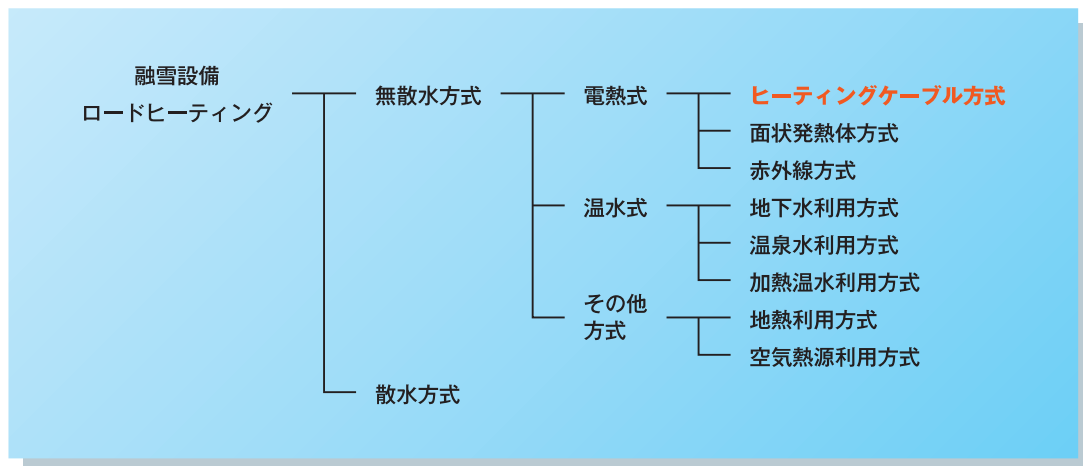 融雪設備
ロードヒーティング
無散水方式
電熱式
ヒーティングケーブル方式
面状発熱体方式
赤外線方式
温水式
地下水利用方式
温泉水利用方式
加熱温水利用方式
その他
方式
地熱利用方式
空気熱源利用方式
散水方式